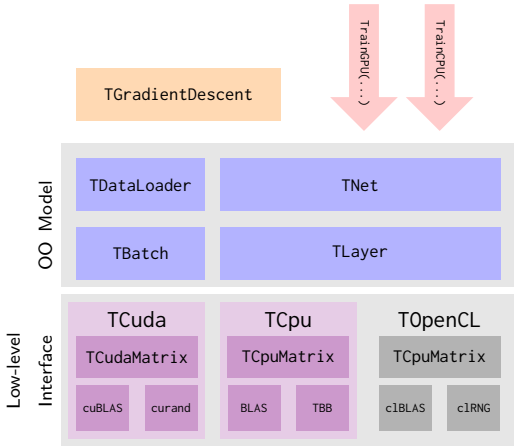 TrainGPU(...)
TrainCPU(...)
TGradientDescent
OO Model
TDataLoader
TNet
TBatch
TLayer
Low-level
Interface
TCuda
TCpu
TOpenCL
TCudaMatrix
TCpuMatrix
TCpuMatrix
cuBLAS
curand
BLAS
TBB
clBLAS
clRNG